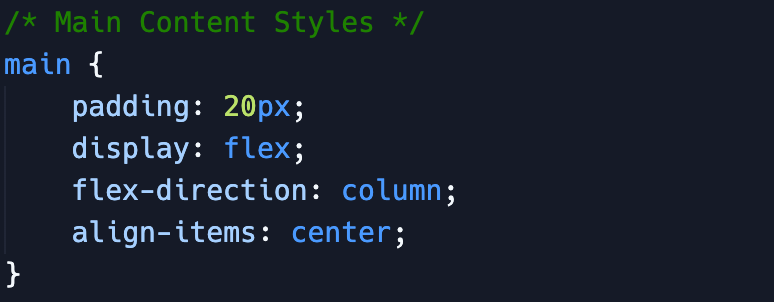 /* Main Content Styles */
main {
    padding: 20px;
    display: flex;
    flex-direction: column;
    align-items: center;
}